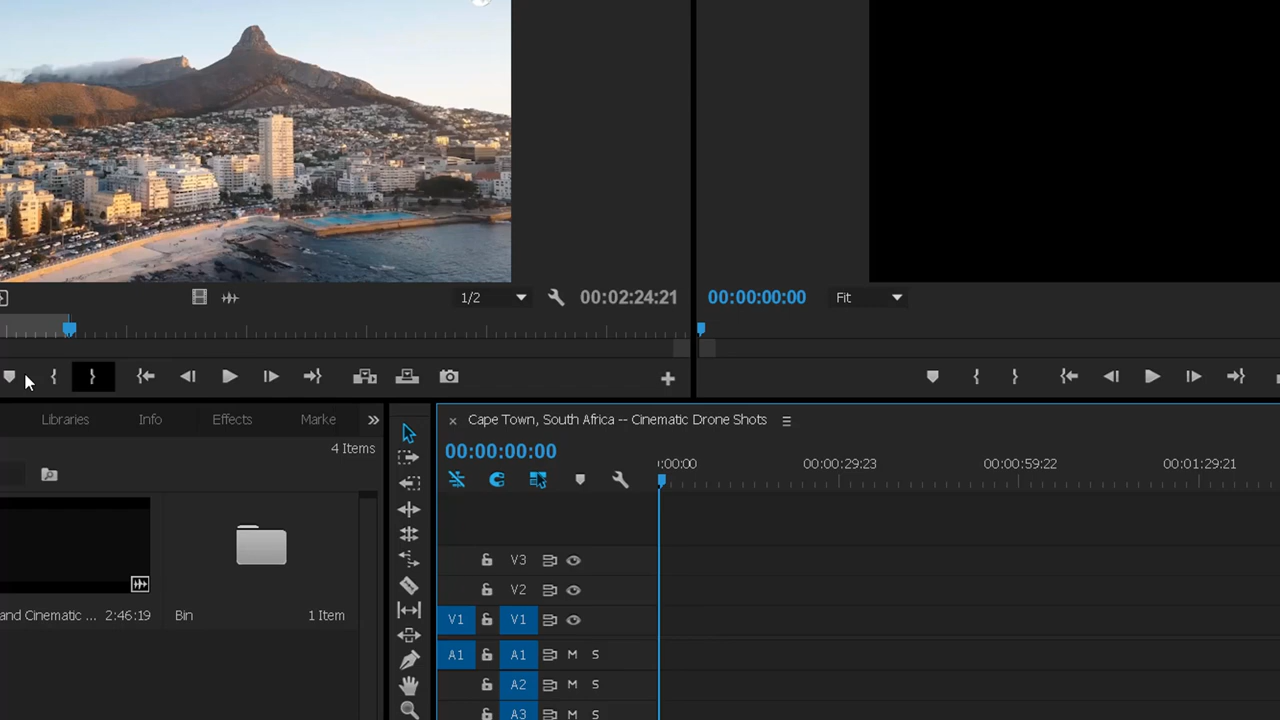 1/2
00:02:24:21
00:00:00:00
Fit
Libraries
Info
Effects
Marke
4 Items
and Cinematic ...
2:46:19
Bin
1 Item
Cape Town, South Africa -- Cinematic Drone Shots
00:00:00:00
:00:00
00:00:29:23
00:00:59:22
00:01:29:21
V3
V2
V1
V1
A1
A1
M
S
A2
M
S
A3
M
S